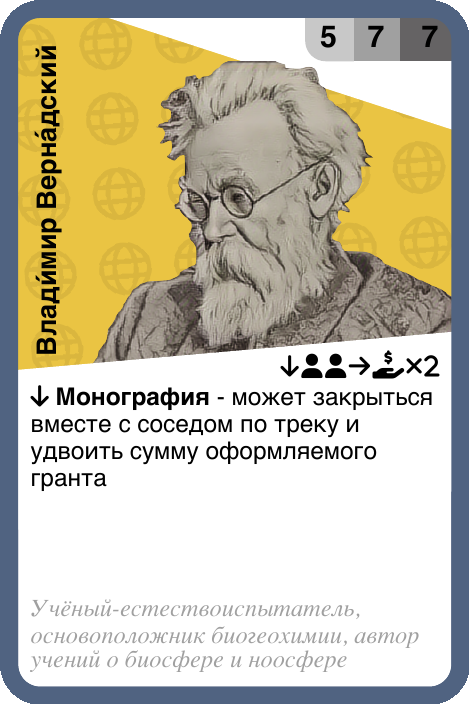 5 7 7
Влади́мир Верна́дский
↓👤👤→ $ ×2
↓ Монография - может закрыться
вместе с соседом по треку и
удвоить сумму оформляемого
гранта
Учёный-естествоиспытатель,
основоположник биогеохимии, автор
учений о биосфере и ноосфере